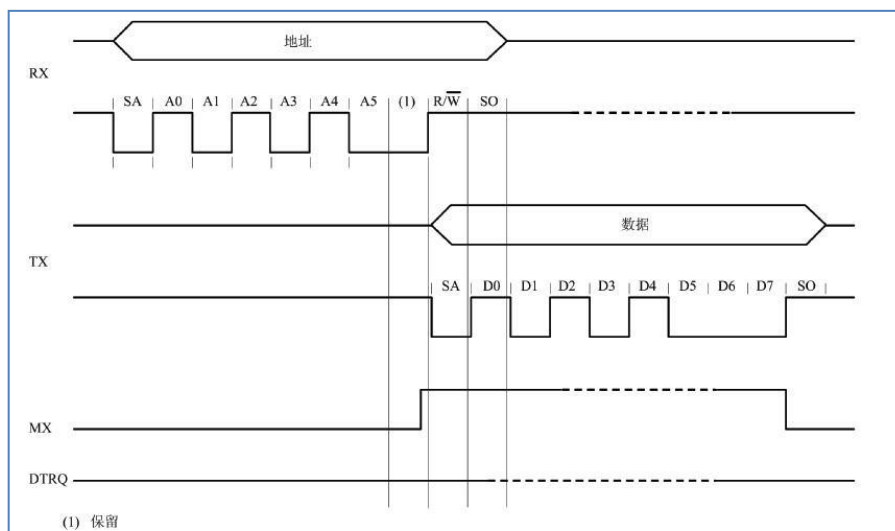 地址
RX
SA A0 A1 A2 A3 A4 A5 (1) R/W̅ SO
数据
TX
SA D0 D1 D2 D3 D4 D5 D6 D7 SO
MX
DTRQ
(1) 保留